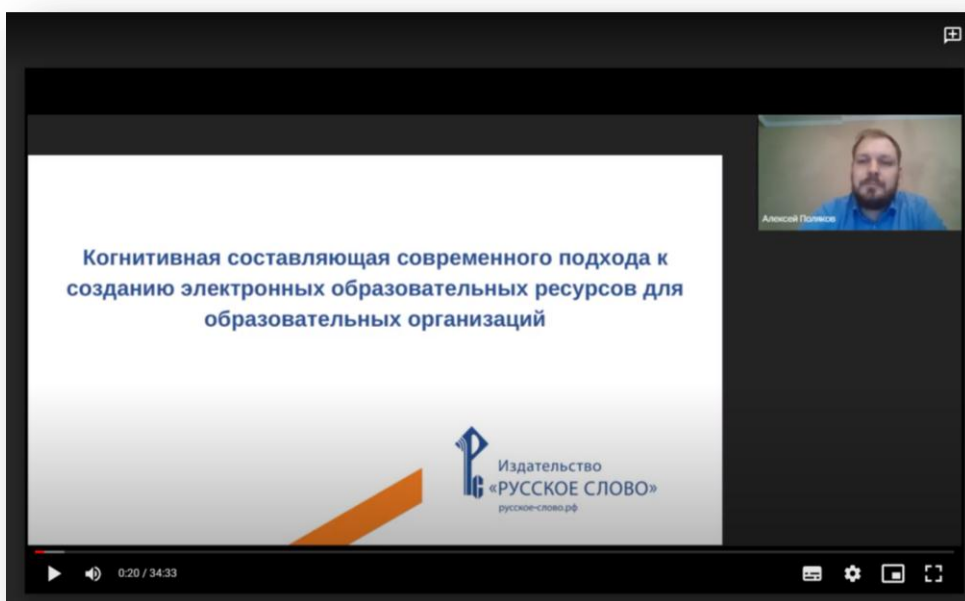 Алексей Поляков
Когнитивная составляющая современного подхода к
созданию электронных образовательных ресурсов для
образовательных организаций
Издательство
«РУССКОЕ СЛОВО»
русское-слово.рф
0:20 / 34:33